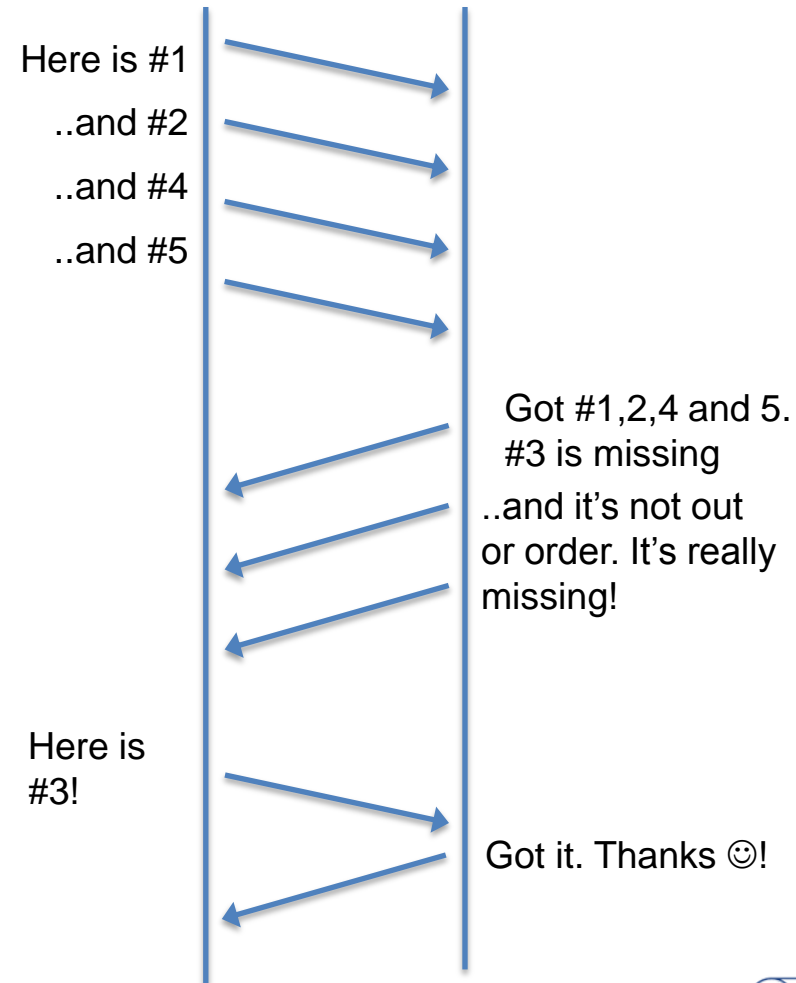 Here is #1
..and #2
..and #4
..and #5
Got #1,2,4 and 5.
#3 is missing
..and it’s not out
or order. It’s really
missing!
Here is
#3!
Got it. Thanks ☺!